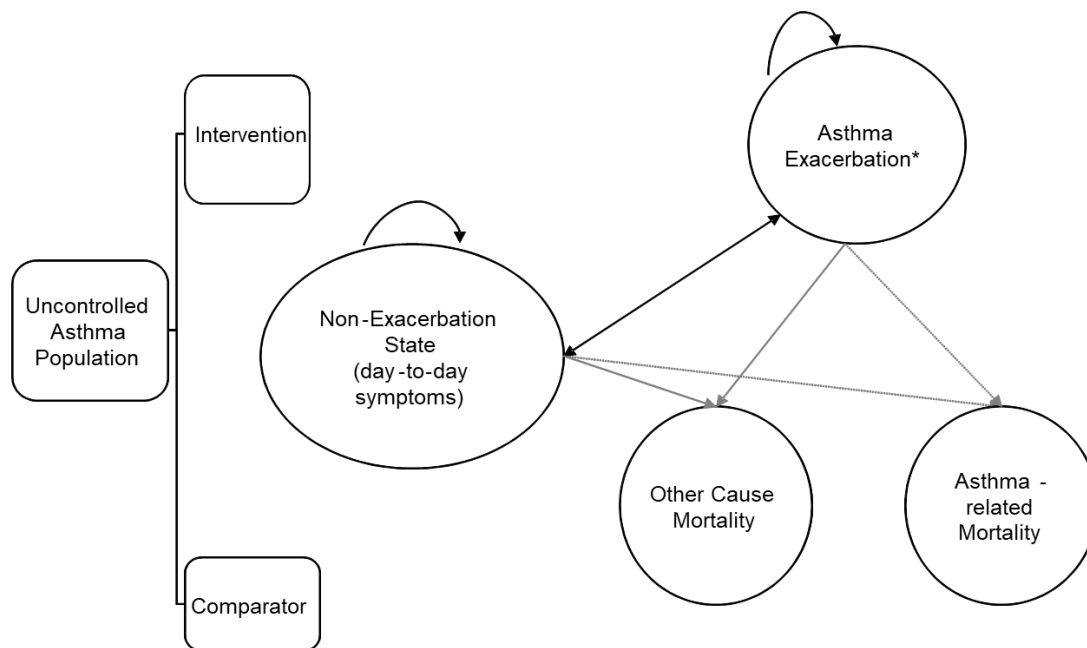 Intervention
Uncontrolled
Asthma
Population
Comparator
Non-Exacerbation
State
(day-to-day
symptoms)
Asthma
Exacerbation*
Other Cause
Mortality
Asthma -
related
Mortality